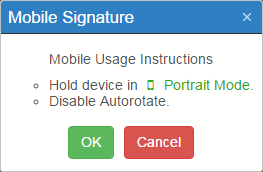 Mobile Signature ×
Mobile Usage Instructions
Hold device in Portrait Mode.
Disable Autorotate.
OK Cancel